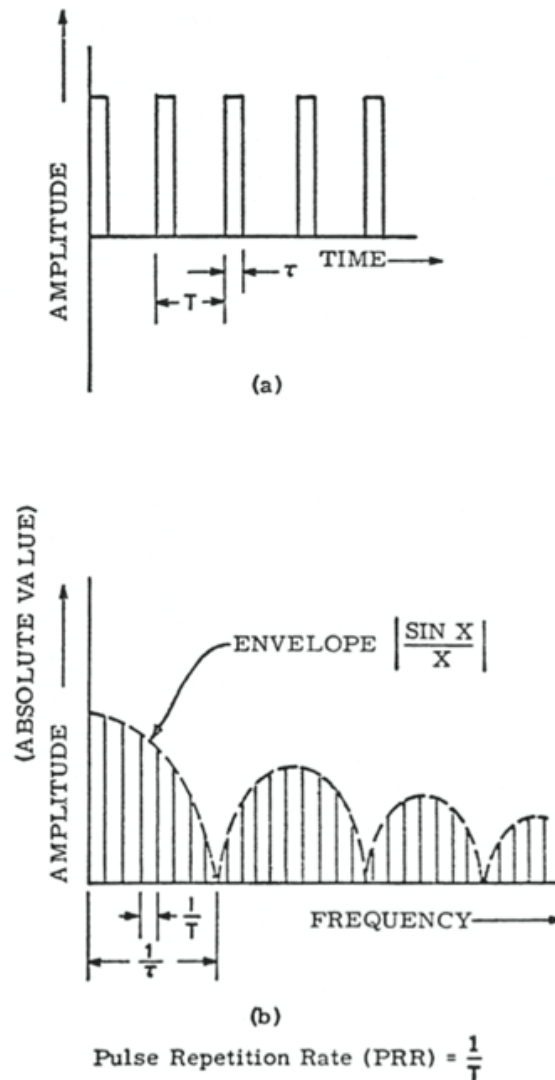 AMPLITUDE
TIME
τ
T
(a)
(ABSOLUTE VALUE)
AMPLITUDE
ENVELOPE |SIN X/X|
1/T
FREQUENCY
1/τ
(b)
Pulse Repetition Rate (PRR) = 1/T